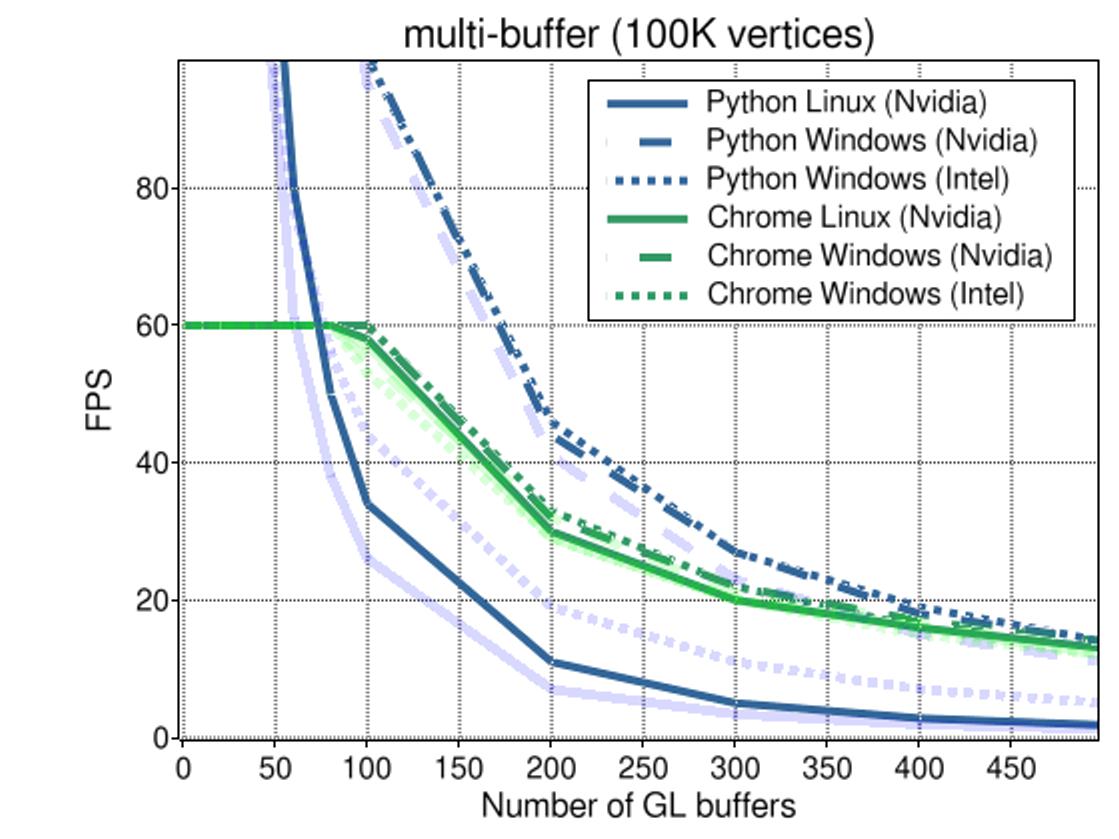 multi-buffer (100K vertices)
Python Linux (Nvidia)
Python Windows (Nvidia)
Python Windows (Intel)
Chrome Linux (Nvidia)
Chrome Windows (Nvidia)
Chrome Windows (Intel)
80
60
40
20
0
FPS
0 50 100 150 200 250 300 350 400 450
Number of GL buffers